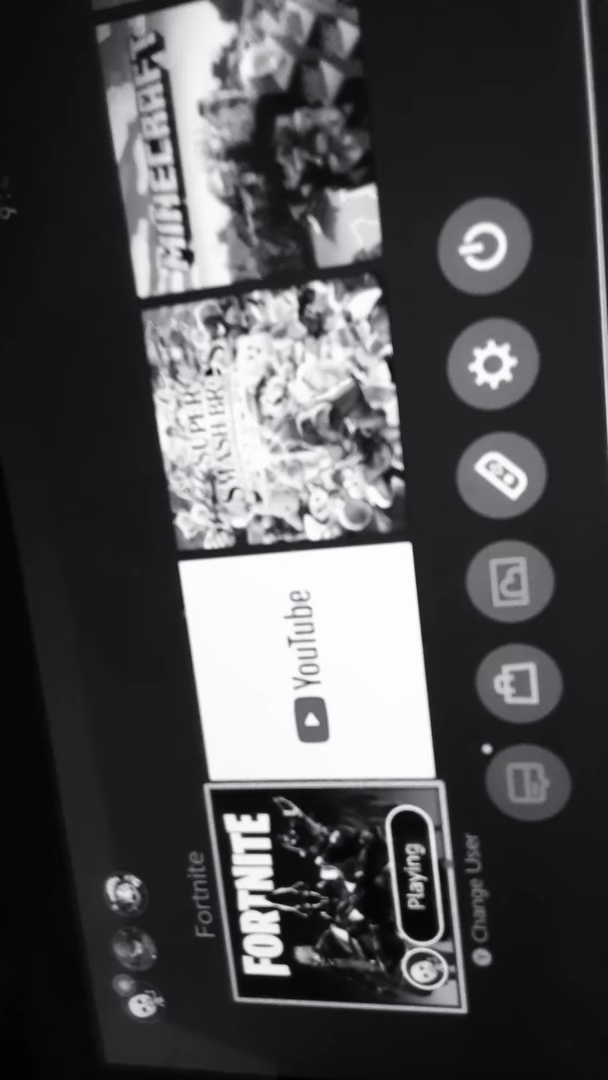 Fortnite
FORTNITE
Playing
YouTube
SUPER
SMASH BROS
MINECRAFT
Y Change User